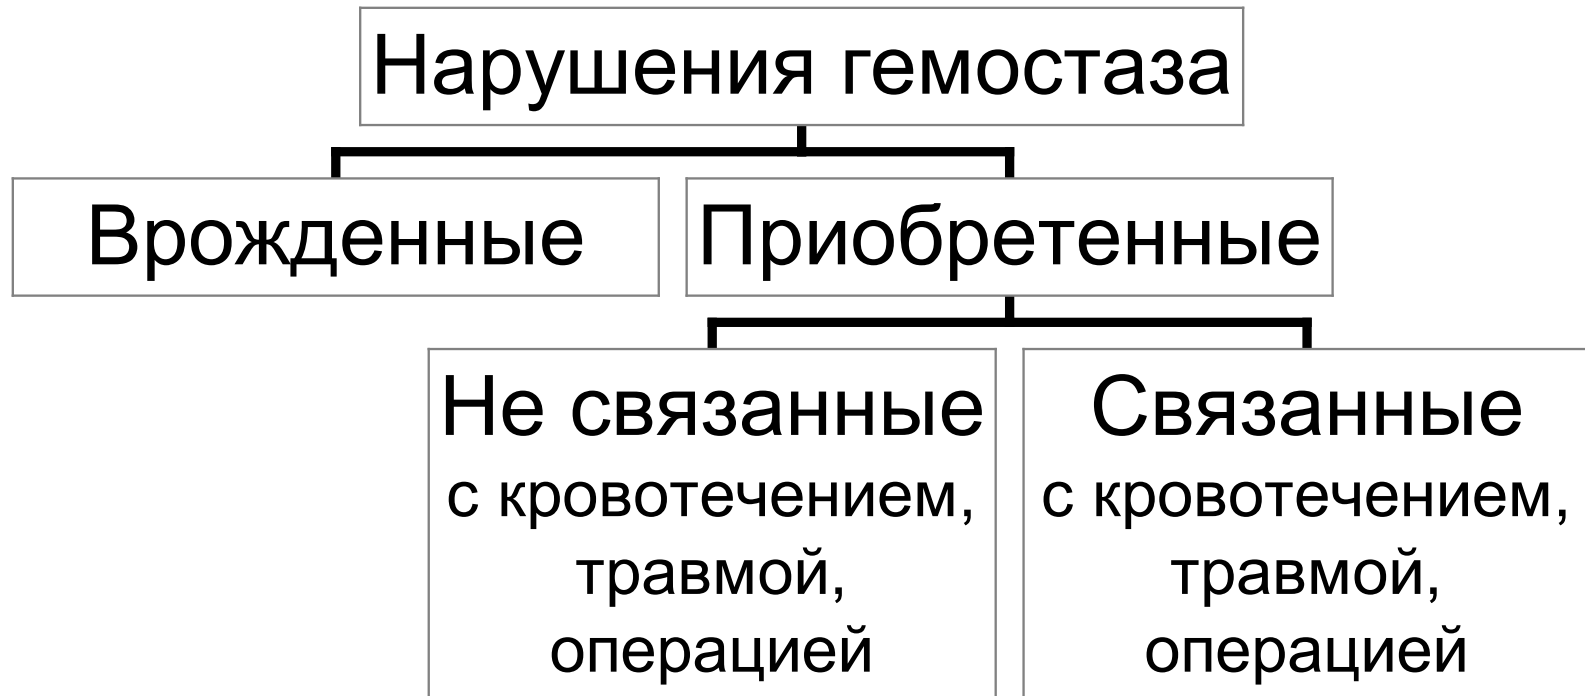 Нарушения гемостаза
Врожденные
Приобретенные
Не связанные
с кровотечением,
травмой,
операцией
Связанные
с кровотечением,
травмой,
операцией